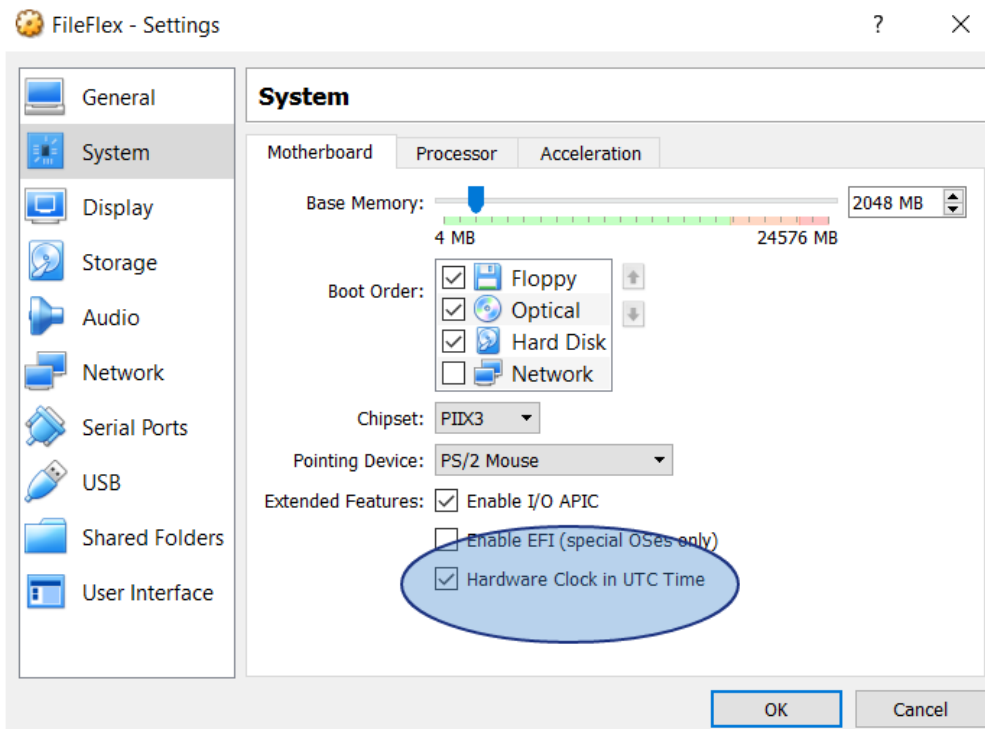 FileFlex - Settings ?
General
System
Display
Storage
Audio
Network
Serial Ports
USB
Shared Folders
User Interface
System
Motherboard Processor Acceleration
Base Memory: 2048 MB
4 MB 24576 MB
Boot Order:
Floppy
Optical
Hard Disk
Network
Chipset: PIIX3
Pointing Device: PS/2 Mouse
Extended Features: Enable I/O APIC
Enable EFI (special OSes only)
Hardware Clock in UTC Time
OK Cancel